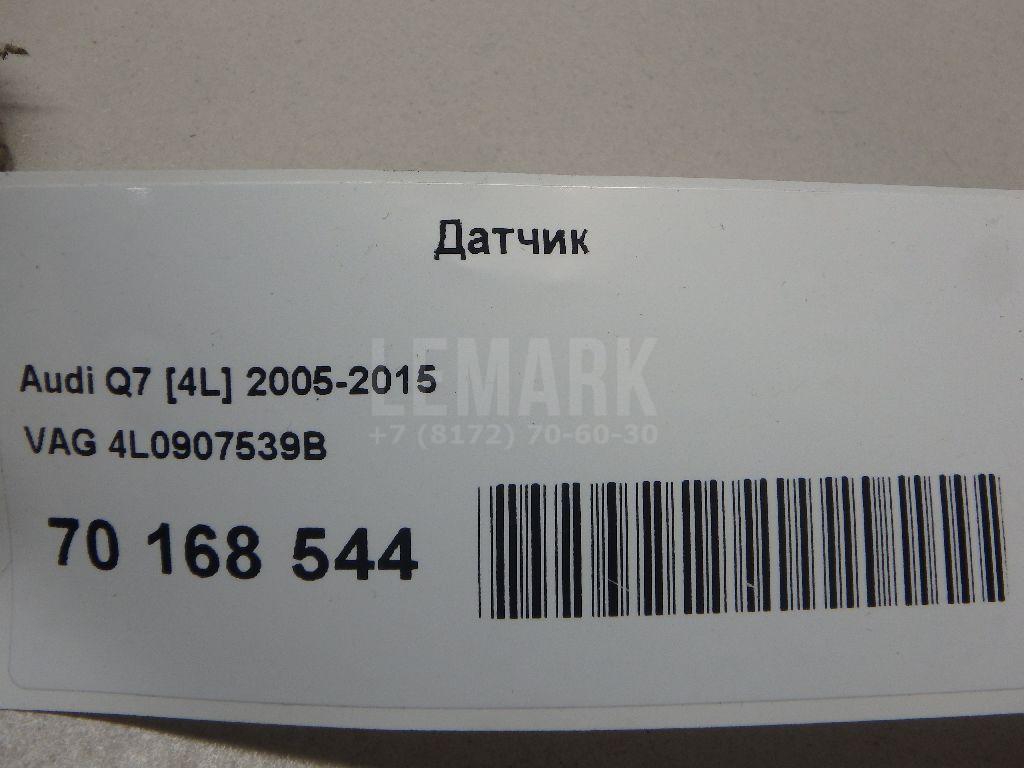 Датчик
Audi Q7 [4L] 2005-2015
LEMARK
+7 (8172) 70-60-30
VAG 4L0907539B
70 168 544